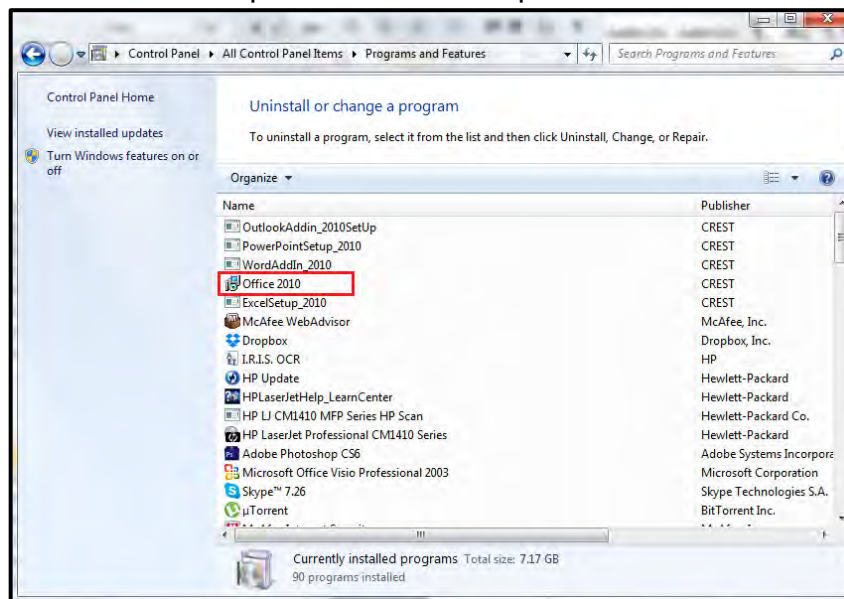 Control Panel ▸ All Control Panel Items ▸ Programs and Features
Search Programs and Features
Control Panel Home
View installed updates
Turn Windows features on or
off
Uninstall or change a program
To uninstall a program, select it from the list and then click Uninstall, Change, or Repair.
Organize
Name Publisher
OutlookAddin_2010SetUp CREST
PowerPointSetup_2010 CREST
WordAddIn_2010 CREST
Office 2010 CREST
ExcelSetup_2010 CREST
McAfee WebAdvisor McAfee, Inc.
Dropbox Dropbox, Inc.
I.R.I.S. OCR HP
HP Update Hewlett-Packard
HPLaserJetHelp_LearnCenter Hewlett-Packard
HP LJ CM1410 MFP Series HP Scan Hewlett-Packard Co.
HP LaserJet Professional CM1410 Series Hewlett-Packard
Adobe Photoshop CS6 Adobe Systems Incorpora
Microsoft Office Visio Professional 2003 Microsoft Corporation
Skype™ 7.26 Skype Technologies S.A.
µTorrent BitTorrent Inc.
Currently installed programs Total size: 7.17 GB
90 programs installed